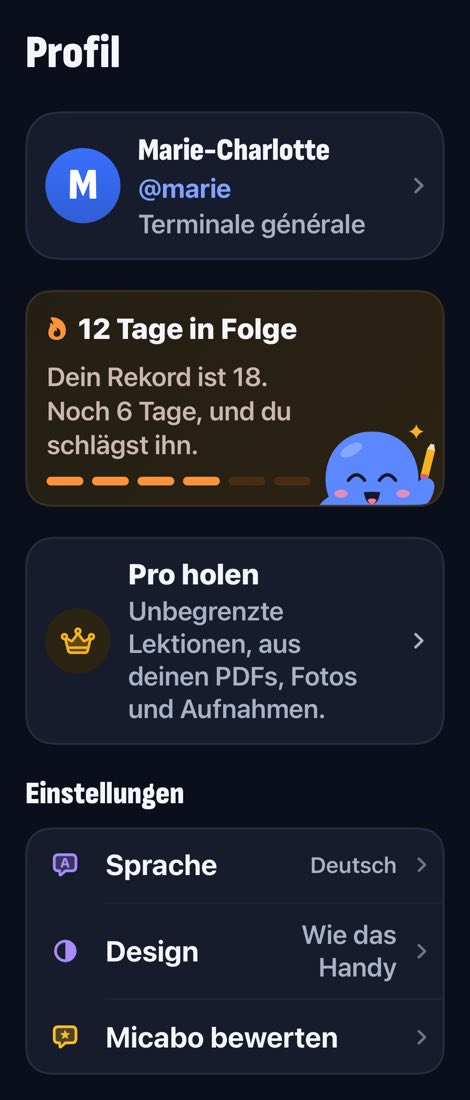 Profil
M
Marie-Charlotte
@marie
Terminale générale
12 Tage in Folge
Dein Rekord ist 18.
Noch 6 Tage, und du
schlägst ihn.
Pro holen
Unbegrenzte
Lektionen, aus
deinen PDFs, Fotos
und Aufnahmen.
Einstellungen
A
Sprache
Deutsch
Design
Wie das
Handy
Micabo bewerten